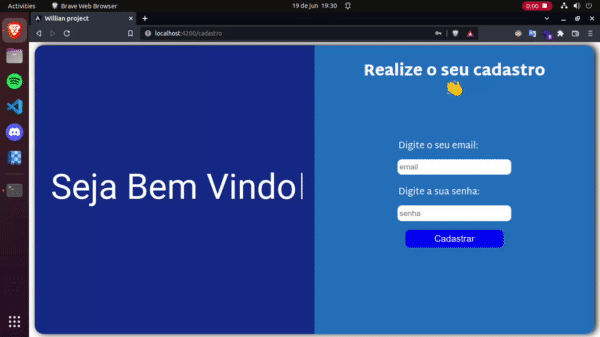 Activities
Brave Web Browser
19 de jun 19:30
0:00
Willian project
localhost:4200/cadastro
Seja Bem Vindo
Realize o seu cadastro
Digite o seu email:
email
Digite a sua senha:
senha
Cadastrar